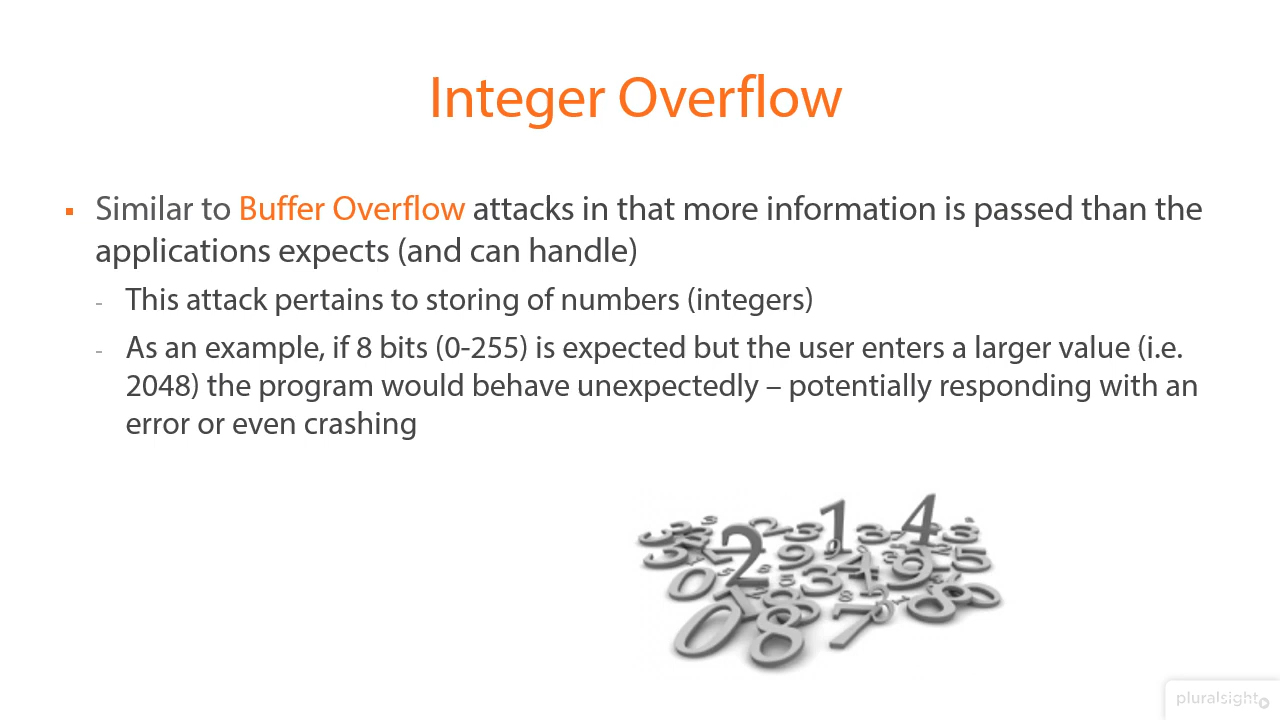 Integer Overflow
Similar to Buffer Overflow attacks in that more information is passed than the
applications expects (and can handle)
- This attack pertains to storing of numbers (integers)
- As an example, if 8 bits (0-255) is expected but the user enters a larger value (i.e.
2048) the program would behave unexpectedly – potentially responding with an
error or even crashing
pluralsight